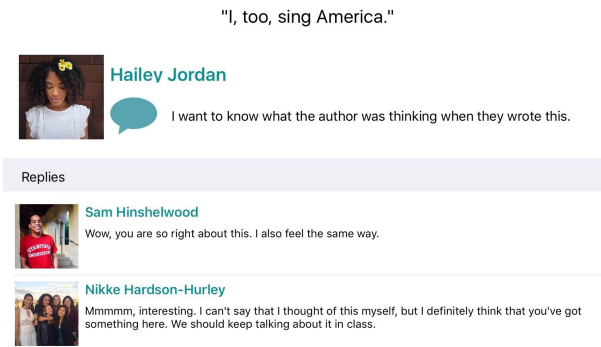 "I, too, sing America."
Hailey Jordan
I want to know what the author was thinking when they wrote this.
Replies
Sam Hinshelwood
Wow, you are so right about this. I also feel the same way.
STANFORD
ENGINEERING
Nikke Hardson-Hurley
Mmmmm, interesting. I can't say that I thought of this myself, but I definitely think that you've got
something here. We should keep talking about it in class.